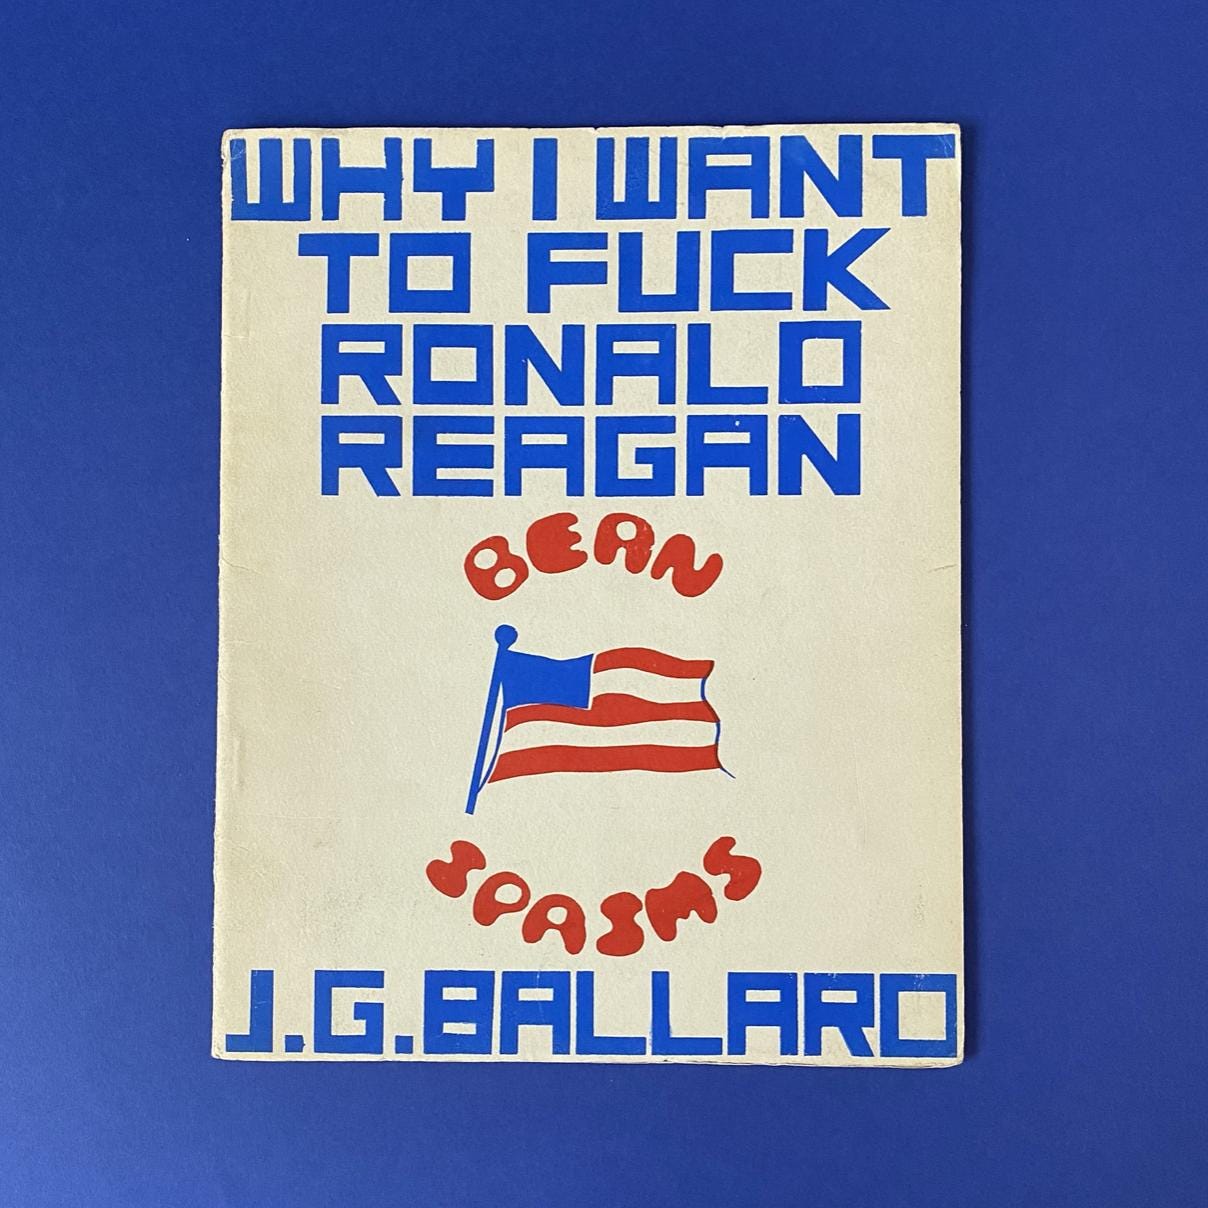 WHY I WANT
TO FUCK
RONALD
REAGAN
BEAN
SPASMS
J.G.BALLARD